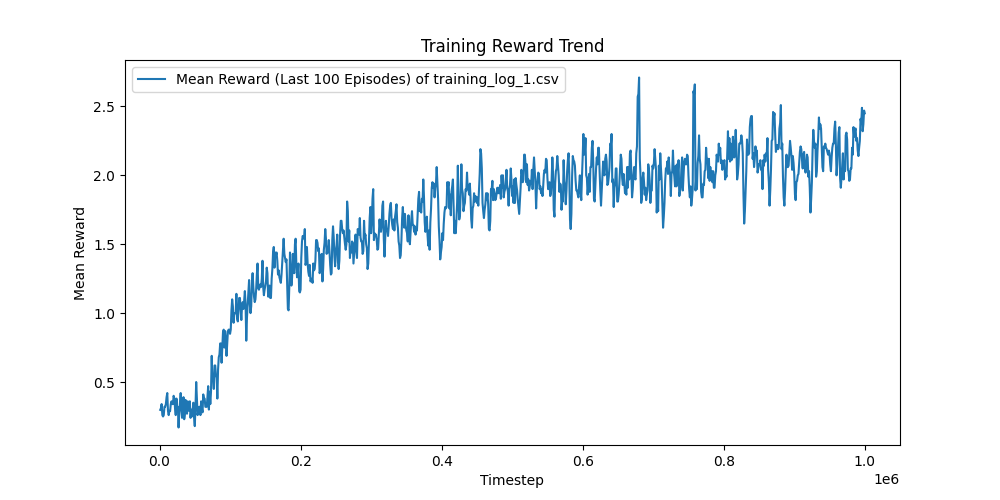 Training Reward Trend
Mean Reward (Last 100 Episodes) of training_log_1.csv
Mean Reward
2.5
2.0
1.5
1.0
0.5
0.0 0.2 0.4 0.6 0.8 1.0
1e6
Timestep